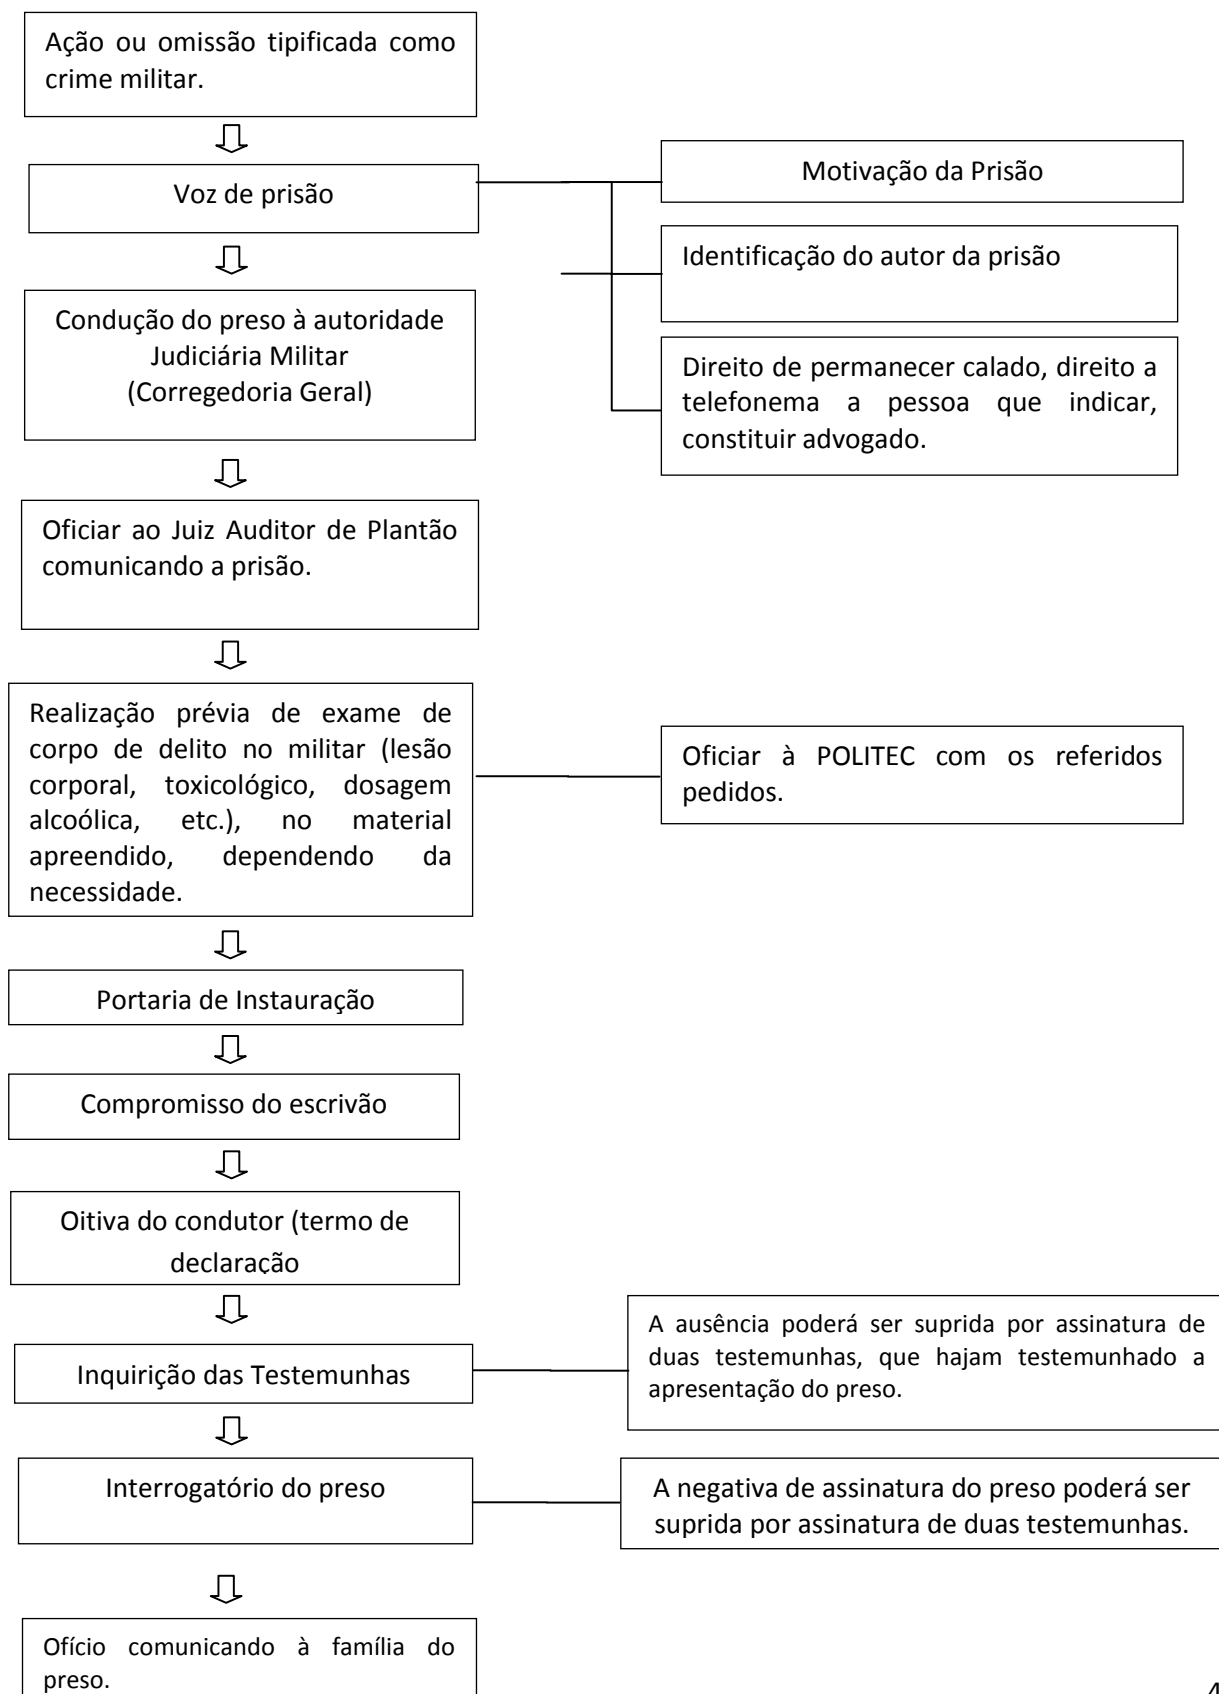 Ação ou omissão tipificada como
crime militar.
Voz de prisão
Motivação da Prisão
Identificação do autor da prisão
Condução do preso à autoridade
Judiciária Militar
(Corregedoria Geral)
Direito de permanecer calado, direito a
telefonema a pessoa que indicar,
constituir advogado.
Oficiar ao Juiz Auditor de Plantão
comunicando a prisão.
Realização prévia de exame de
corpo de delito no militar (lesão
corporal, toxicológico, dosagem
alcoólica, etc.), no material
apreendido, dependendo da
necessidade.
Oficiar à POLITEC com os referidos
pedidos.
Portaria de Instauração
Compromisso do escrivão
Oitiva do condutor (termo de
declaração
Inquirição das Testemunhas
A ausência poderá ser suprida por assinatura de
duas testemunhas, que hajam testemunhado a
apresentação do preso.
Interrogatório do preso
A negativa de assinatura do preso poderá ser
suprida por assinatura de duas testemunhas.
Ofício comunicando à família do
preso.
4